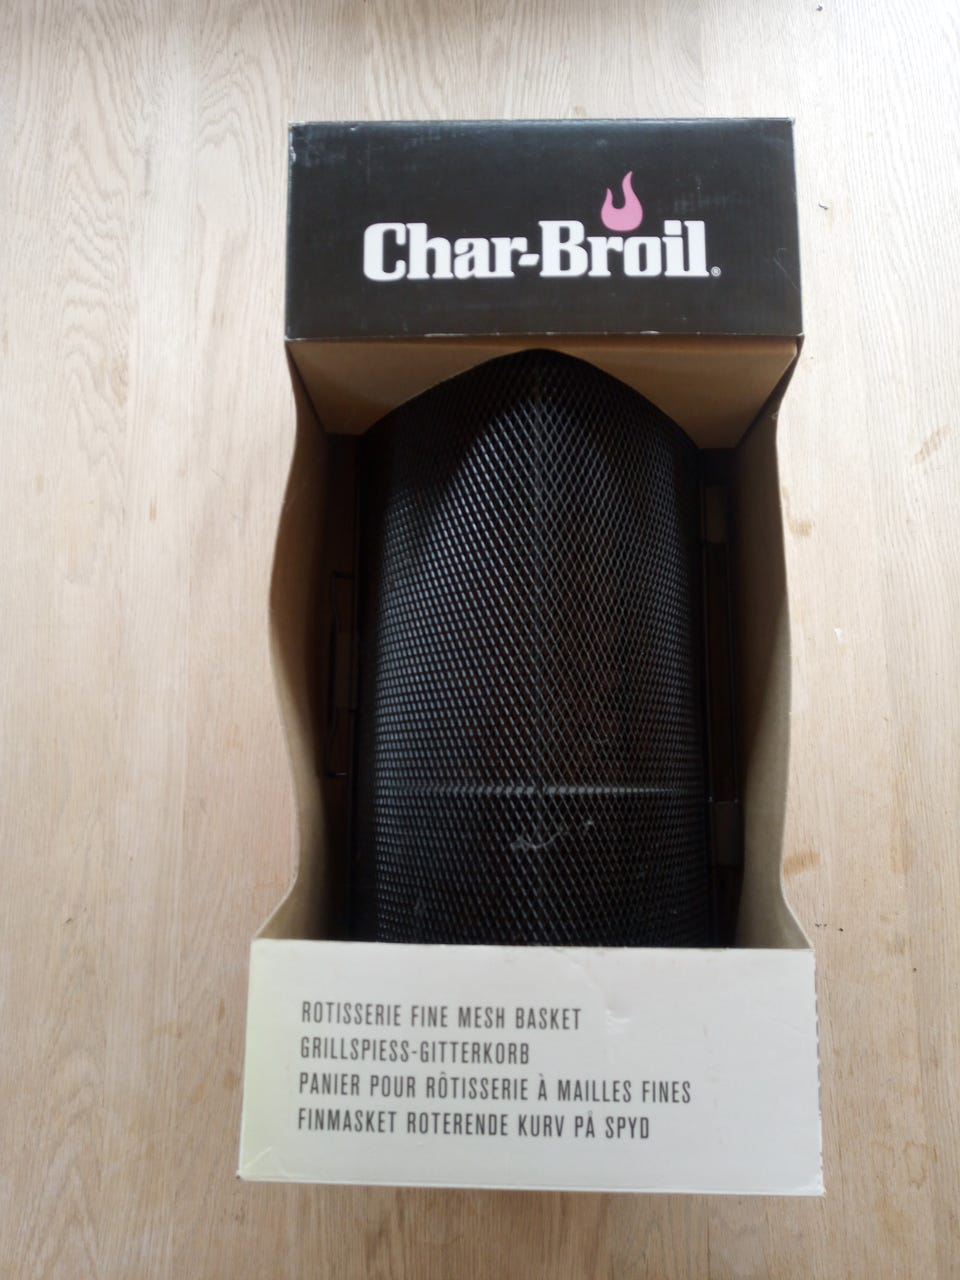 Char-Broil®
ROTISSERIE FINE MESH BASKET
GRILLSPIESS-GITTERKORB
PANIER POUR RÔTISSERIE À MAILLES FINES
FINMASKET ROTERENDE KURV PÅ SPYD